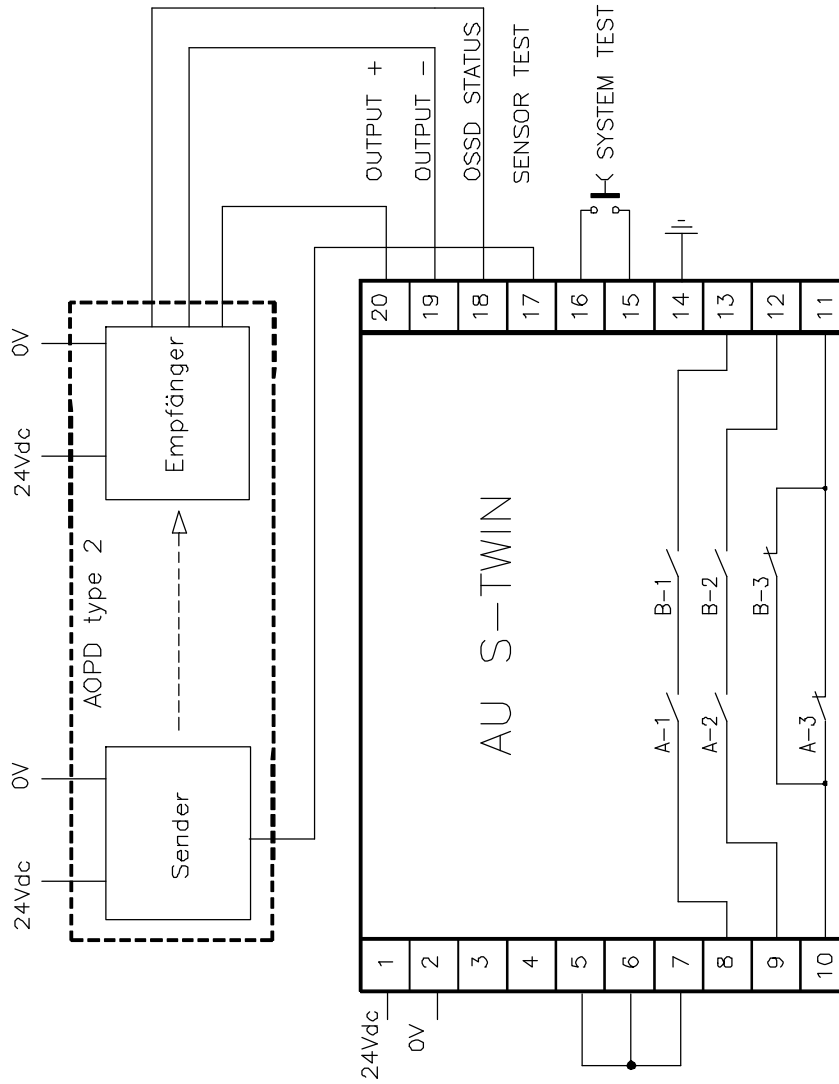 24Vdc
0V
24Vdc
0V
AOPD type 2
Sender
Empfänger
OUTPUT +
OUTPUT –
OSSD STATUS
SENSOR TEST
SYSTEM TEST
24Vdc
0V
1
2
3
4
5
6
7
8
9
10
20
19
18
17
16
15
14
13
12
11
AU S–TWIN
A–1
B–1
A–2
B–2
B–3
A–3